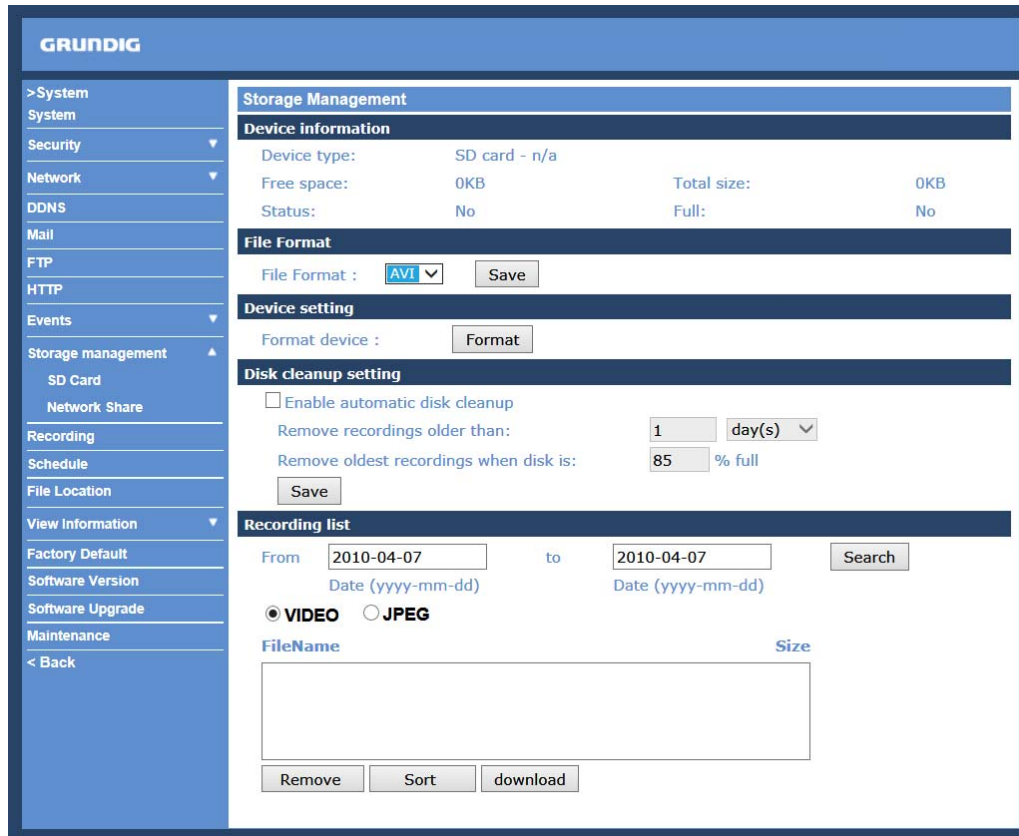 GRUNDIG
>System
System
Security
Network
DDNS
Mail
FTP
HTTP
Events
Storage management
SD Card
Network Share
Recording
Schedule
File Location
View Information
Factory Default
Software Version
Software Upgrade
Maintenance
< Back
Storage Management
Device information
Device type: SD card - n/a
Free space: 0KB Total size: 0KB
Status: No Full: No
File Format
File Format : AVI Save
Device setting
Format device : Format
Disk cleanup setting
Enable automatic disk cleanup
Remove recordings older than: 1 day(s)
Remove oldest recordings when disk is: 85 % full
Save
Recording list
From 2010-04-07 to 2010-04-07 Search
Date (yyyy-mm-dd) Date (yyyy-mm-dd)
VIDEO JPEG
FileName Size
Remove Sort download